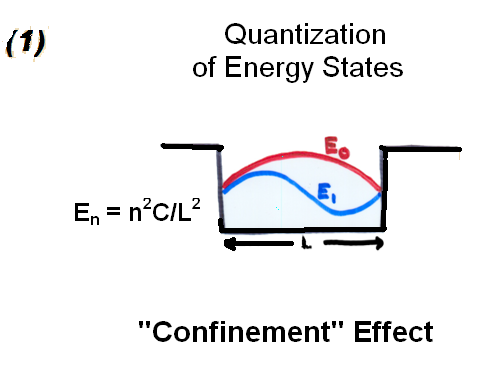 (1)
Quantization
of Energy States
E₀
E₁
Eₙ = n²C/L²
L
"Confinement" Effect